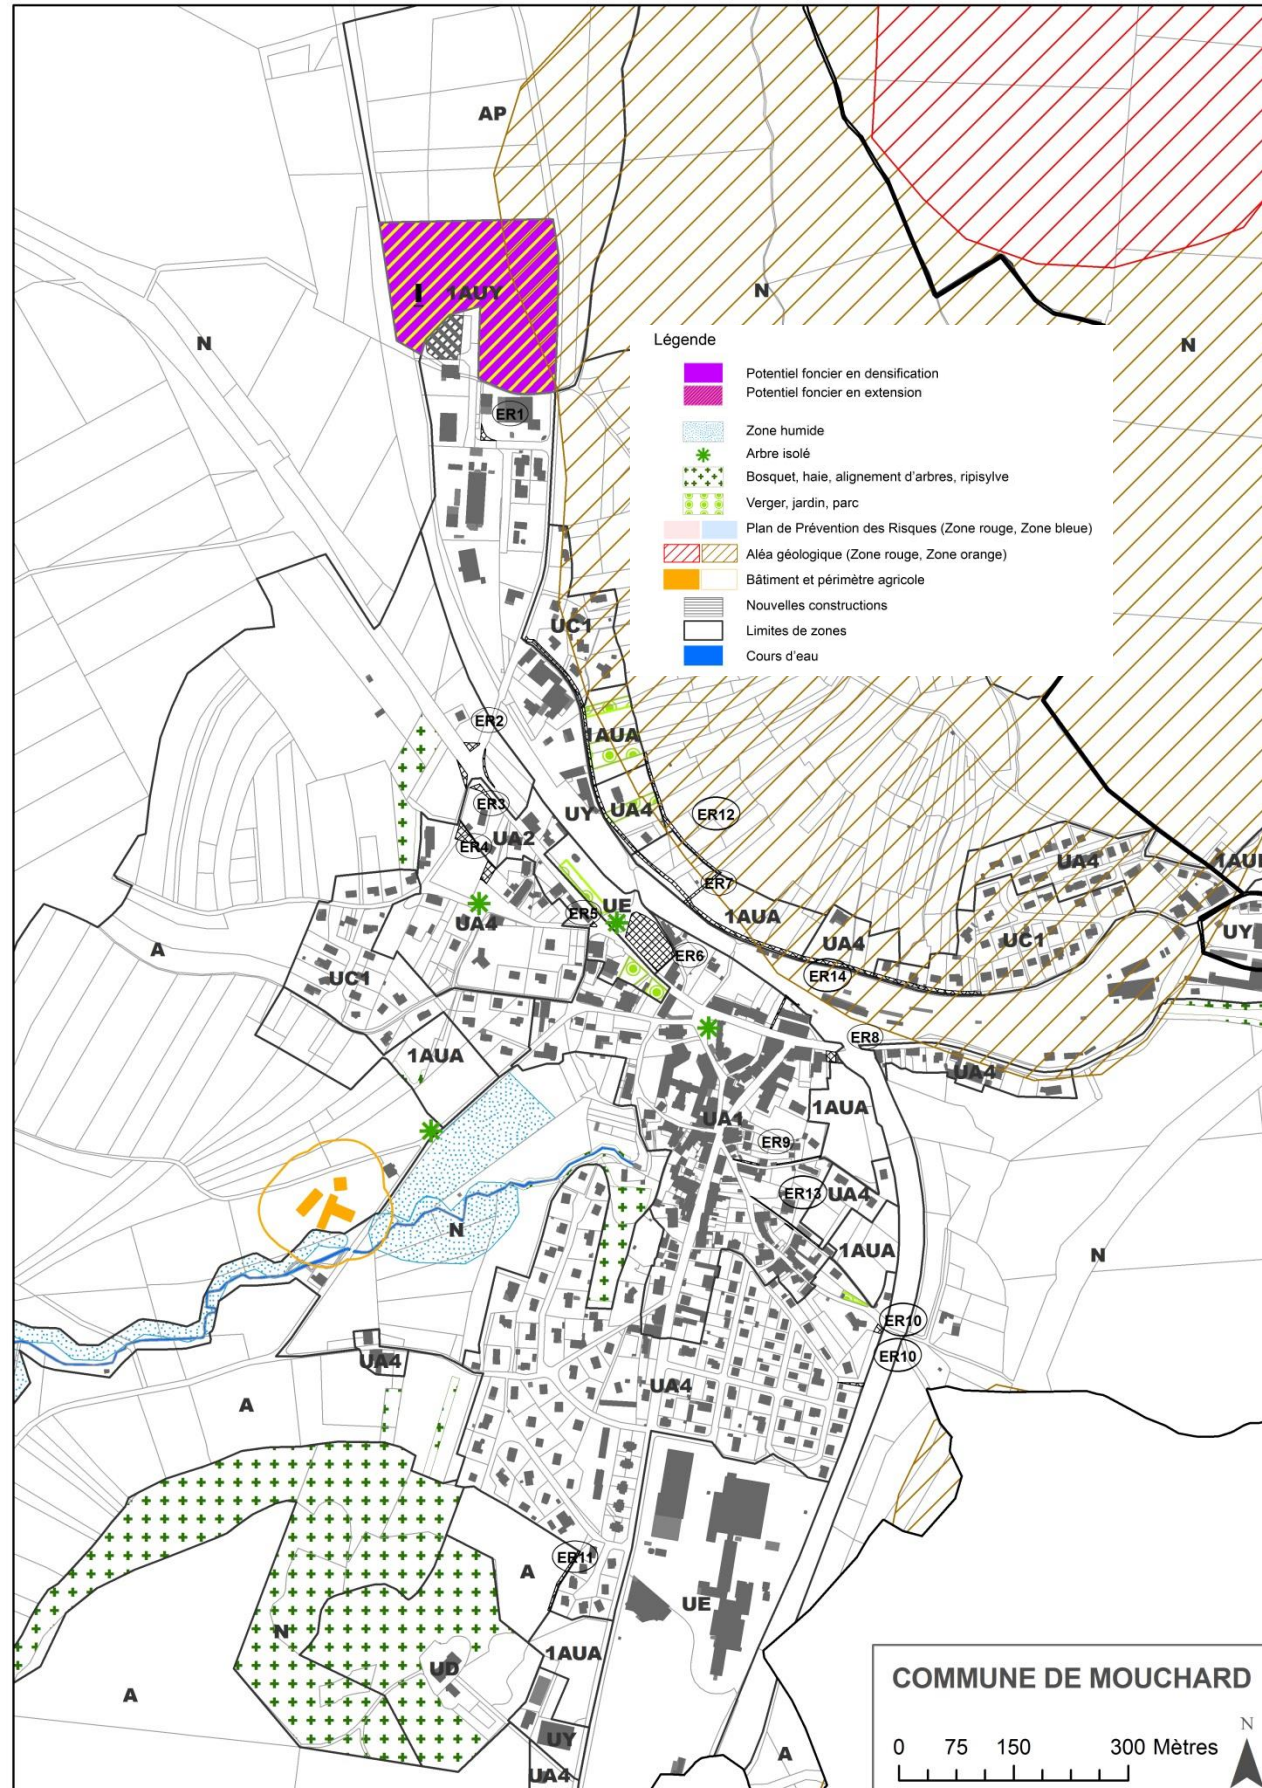 AP
I 1AUY
N
N
N
ER1
Légende
Potentiel foncier en densification
Potentiel foncier en extension
Zone humide
Arbre isolé
Bosquet, haie, alignement d'arbres, ripisylve
Verger, jardin, parc
Plan de Prévention des Risques (Zone rouge, Zone bleue)
Aléa géologique (Zone rouge, Zone orange)
Bâtiment et périmètre agricole
Nouvelles constructions
Limites de zones
Cours d'eau
UC1
ER2
1AUA
ER3
UY
UA4
ER12
ER4
UA2
UA4
1AU
ER7
ER5
UE
1AUA
UA4
UA4
UC1
UY
A
ER6
UC1
ER14
ER8
1AUA
UA4
UA1
1AUA
ER9
ER13
UA4
N
1AUA
N
ER10
ER10
UA4
UA4
A
ER11
A
UE
N
1AUA
UD
A
UY
A
UA4
COMMUNE DE MOUCHARD
N
0 75 150 300 Mètres